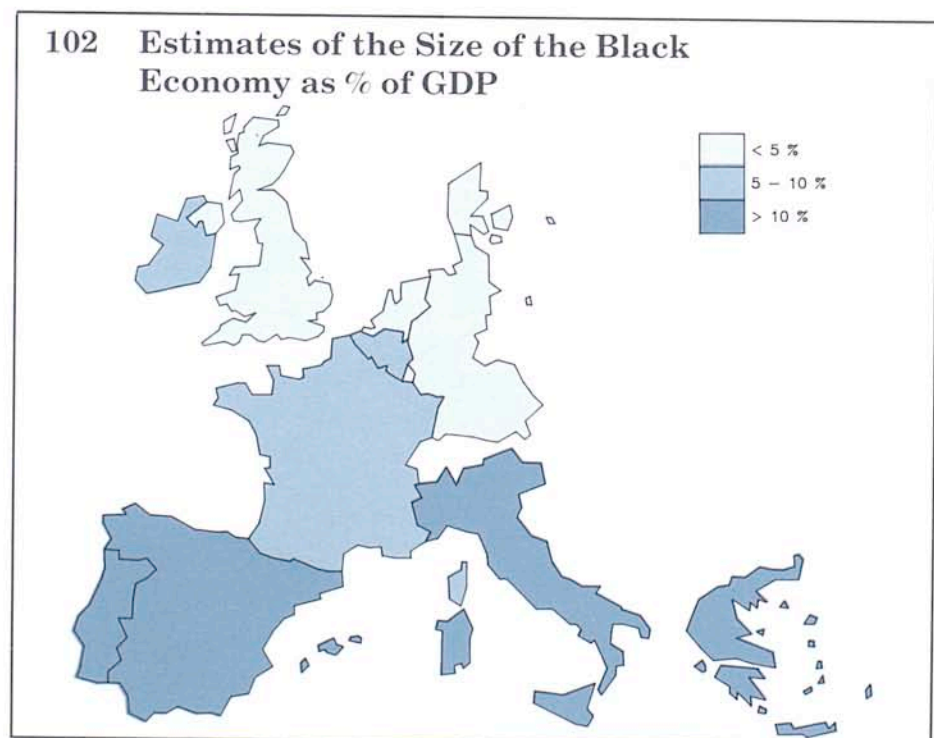 102 Estimates of the Size of the Black
Economy as % of GDP
< 5 %
5 – 10 %
> 10 %